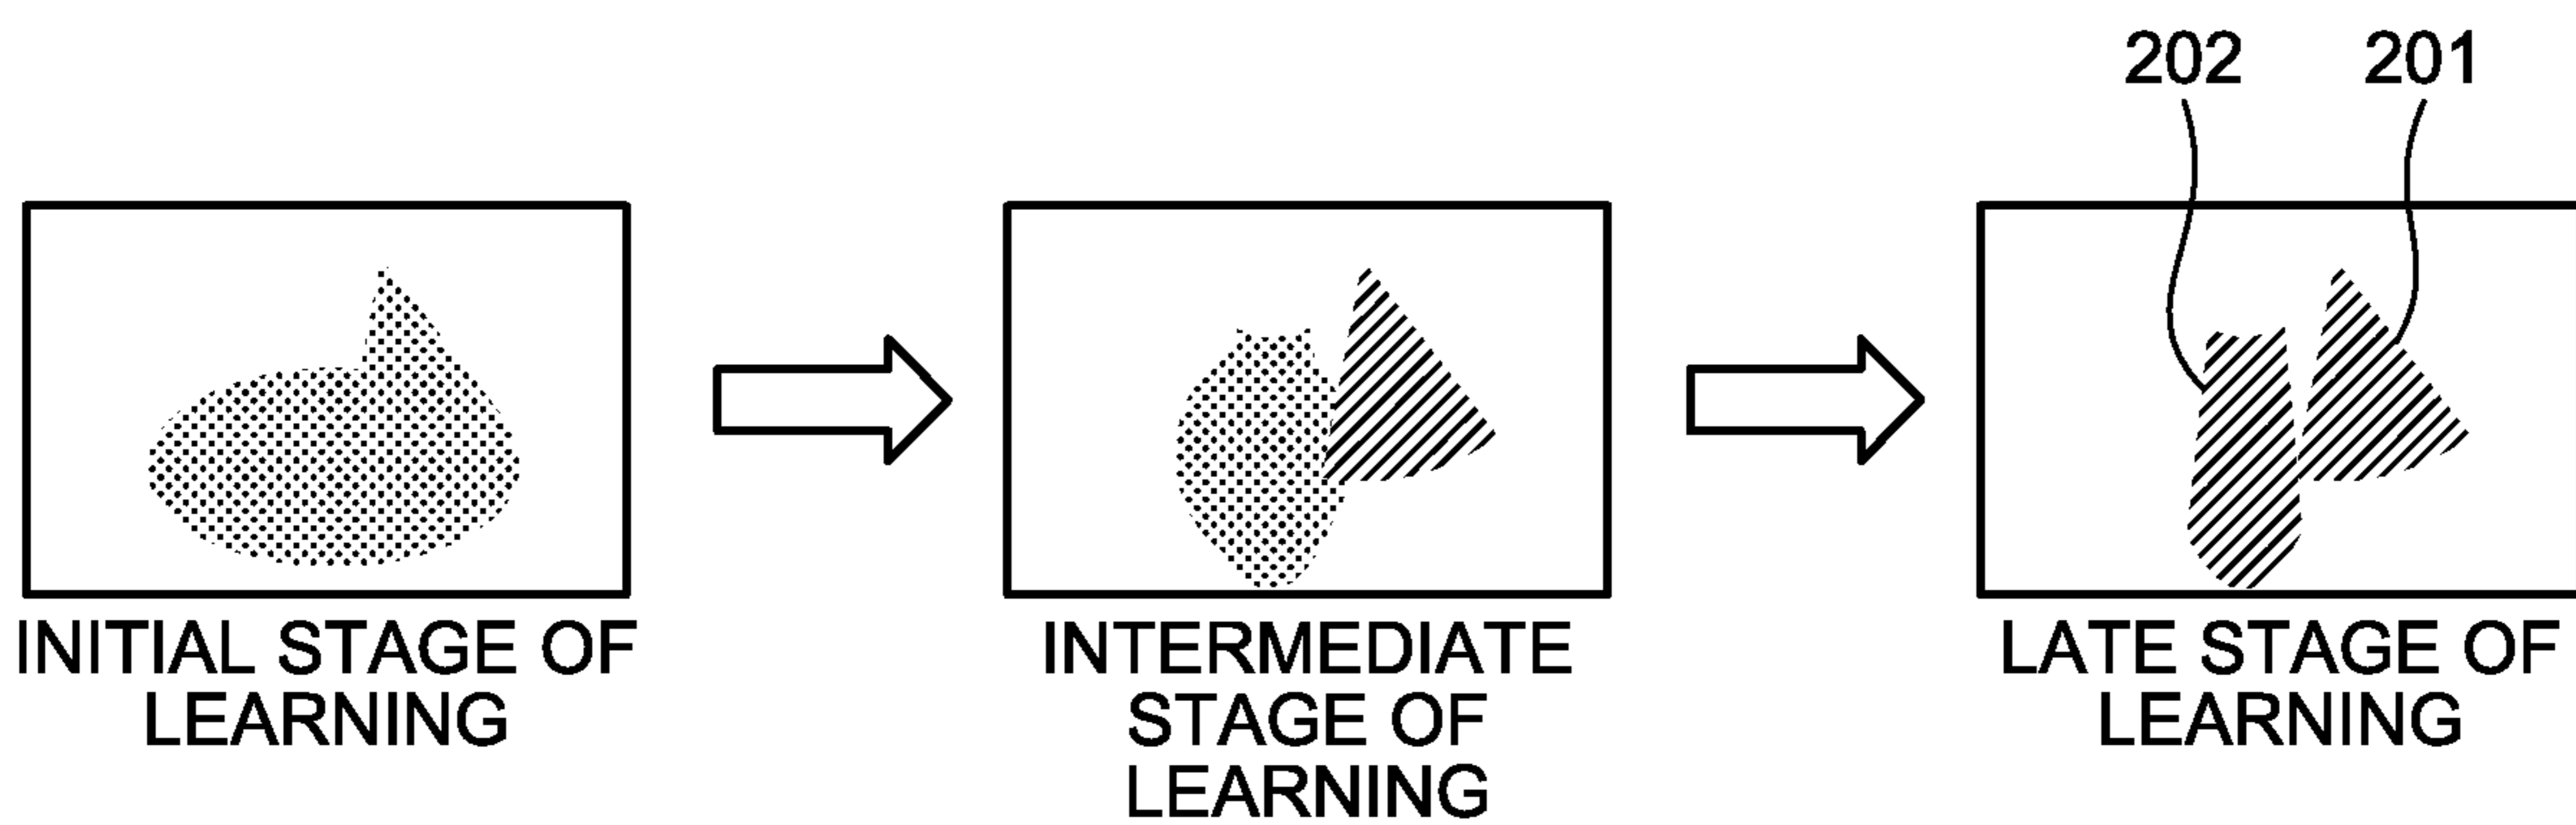 202 201
INITIAL STAGE OF
LEARNING
INTERMEDIATE
STAGE OF
LEARNING
LATE STAGE OF
LEARNING